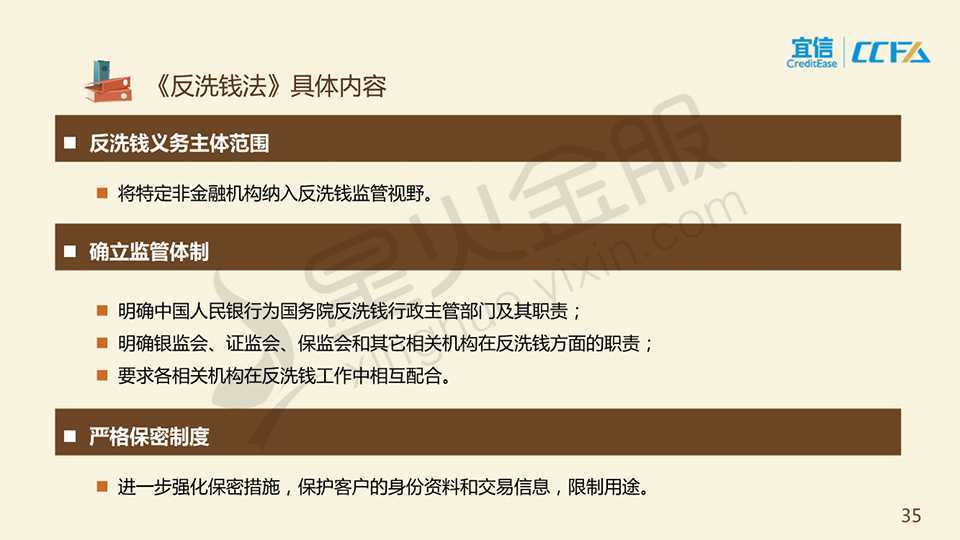 宜信
CreditEase
CCFA
《反洗钱法》具体内容
反洗钱义务主体范围
将特定非金融机构纳入反洗钱监管视野。
确立监管体制
明确中国人民银行为国务院反洗钱行政主管部门及其职责；
明确银监会、证监会、保监会和其它相关机构在反洗钱方面的职责；
要求各相关机构在反洗钱工作中相互配合。
严格保密制度
进一步强化保密措施，保护客户的身份资料和交易信息，限制用途。
星火金服
xinghuo.yixin.com
35